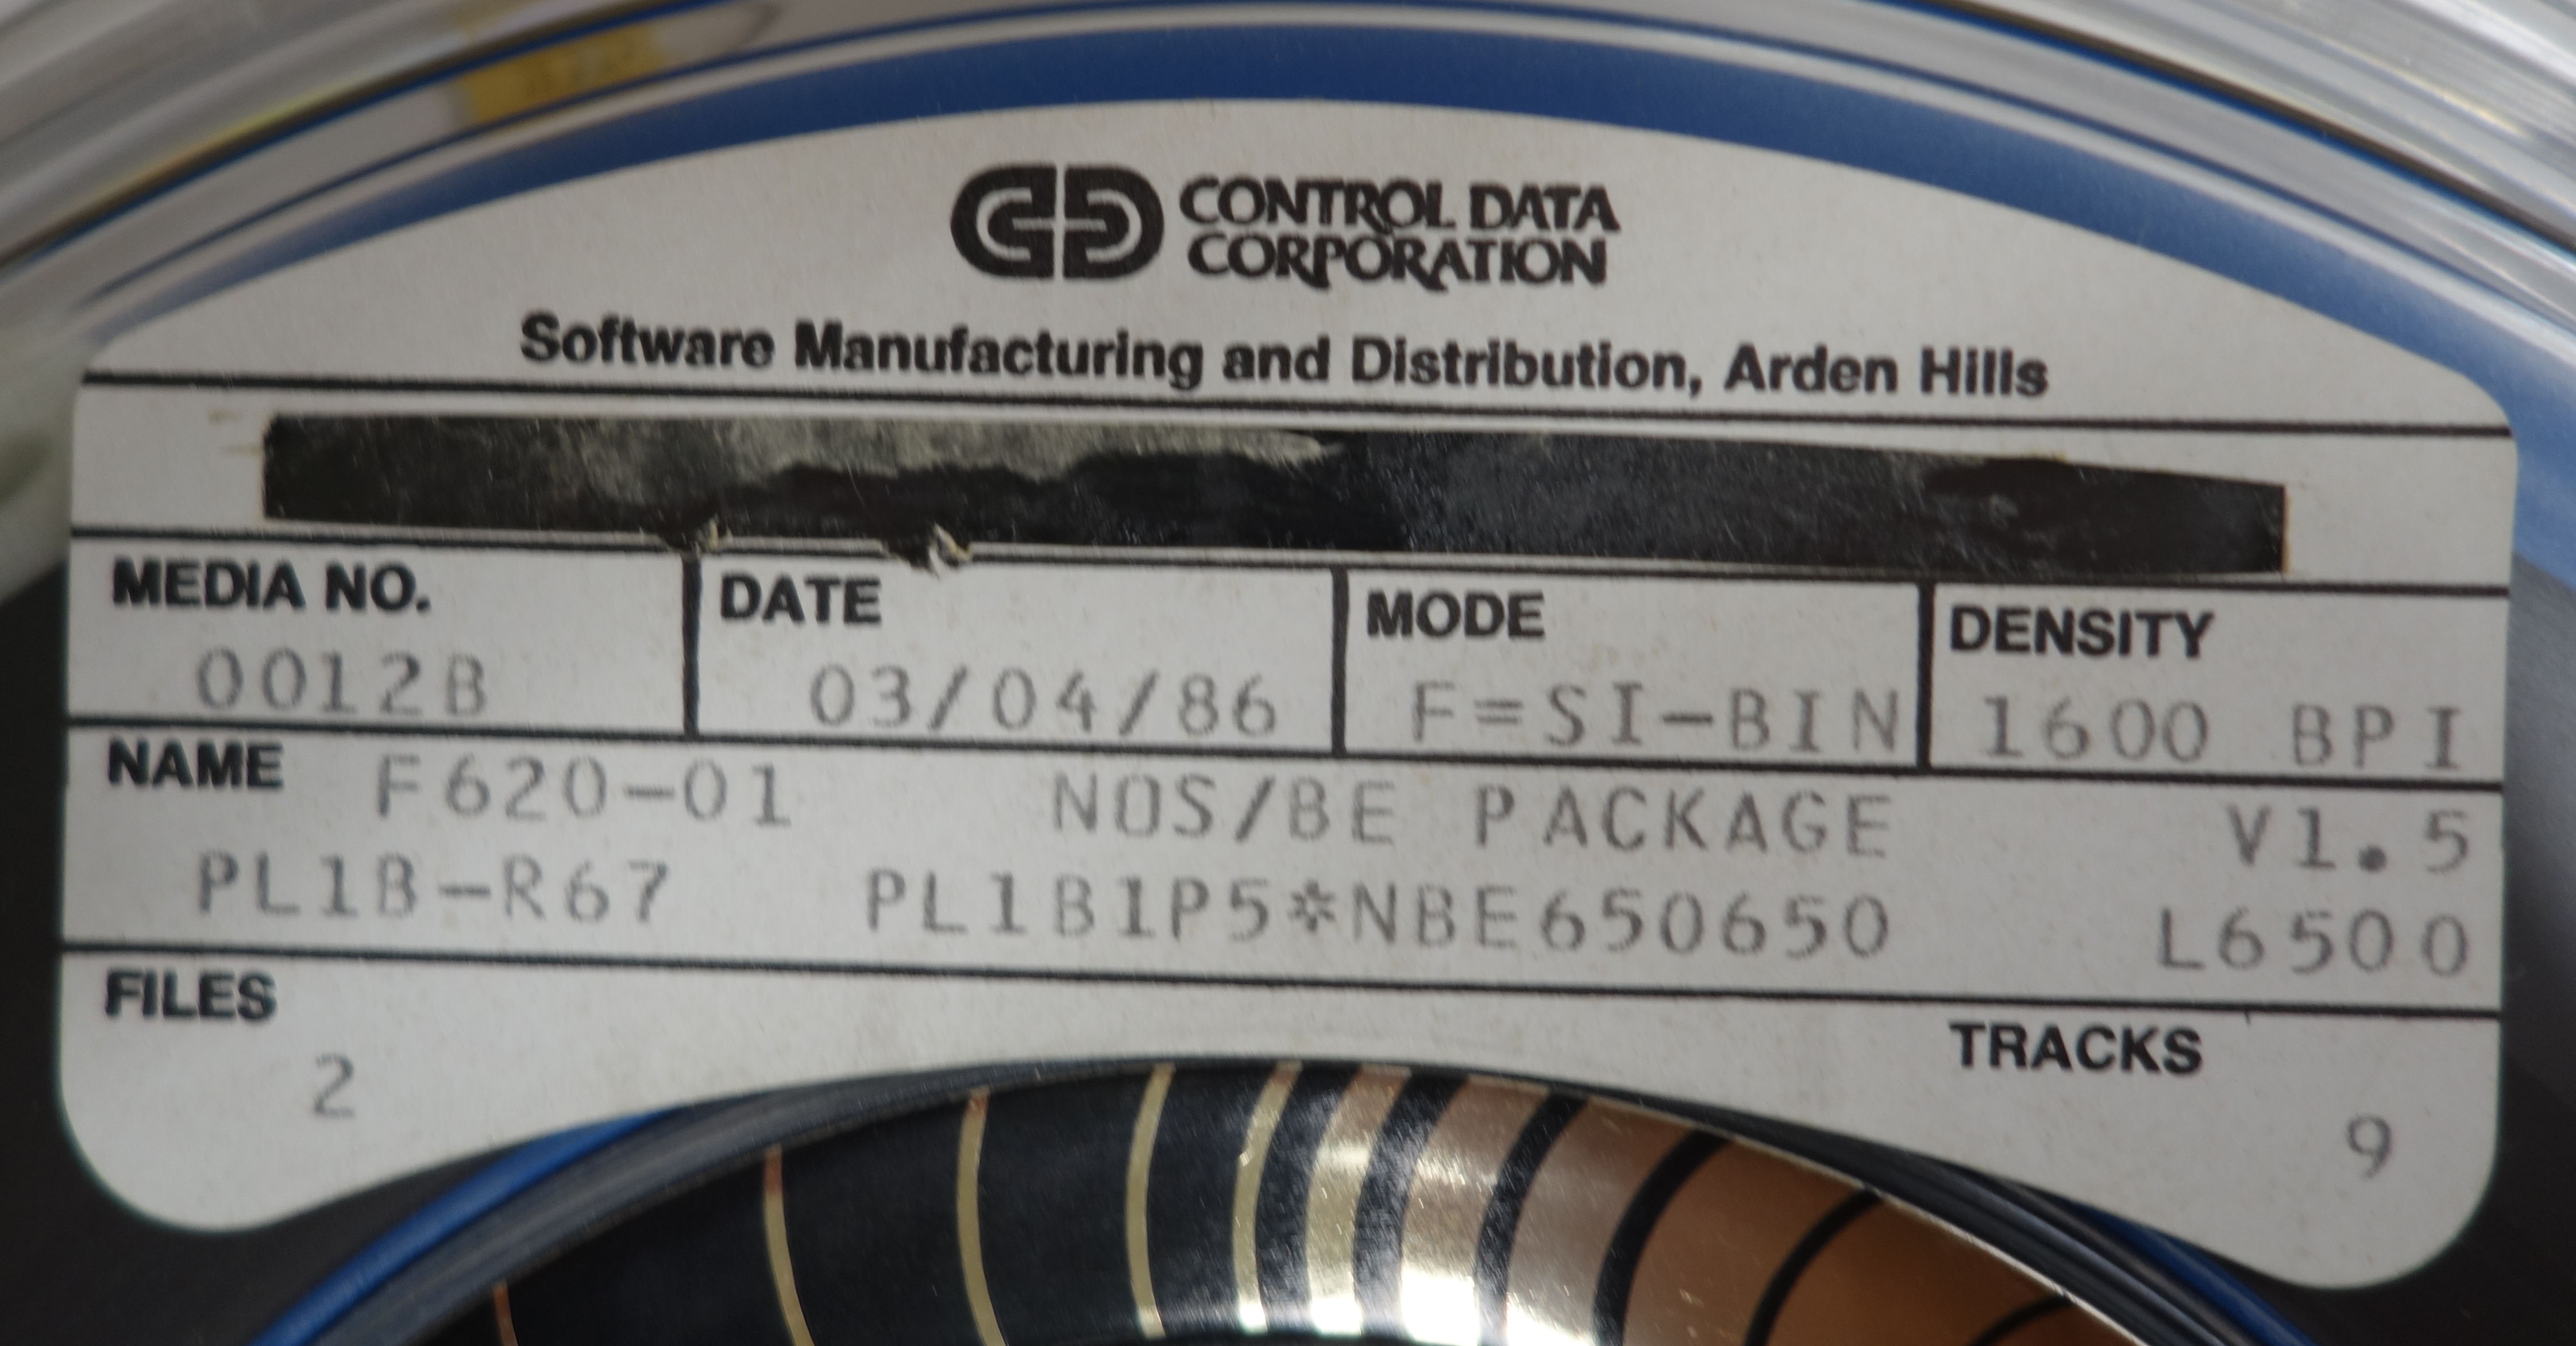 CONTROL DATA
CORPORATION
Software Manufacturing and Distribution, Arden Hills
MEDIA NO. DATE MODE DENSITY
0012B 03/04/86 F=SI-BIN 1600 BPI
NAME F620-01 NOS/BE PACKAGE V1.5
PL1B-R67 PL1B1P5*NBE650650 L6500
FILES TRACKS
2 9